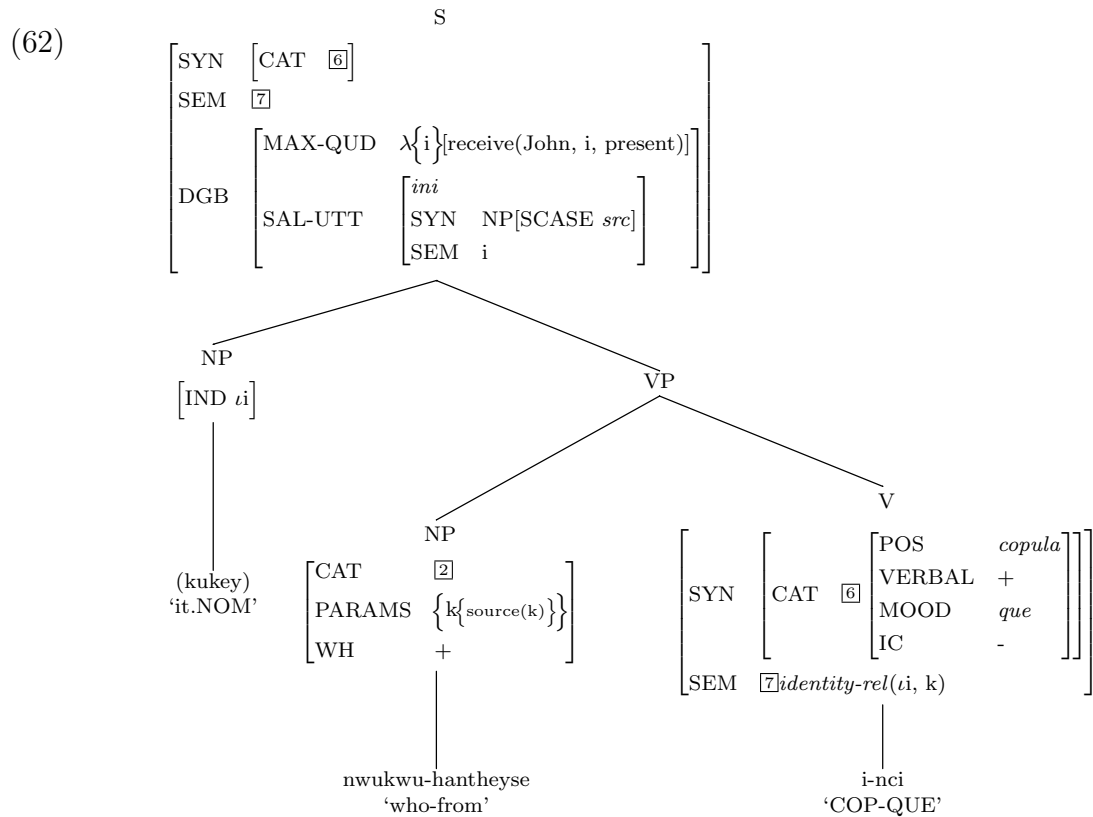 (62)
S
SYN [CAT 6]
SEM 7
MAX-QUD λ{i}[receive(John, i, present)]
DGB
ini
SAL-UTT SYN NP[SCASE src]
SEM i
NP
[IND ιi]
VP
V
NP
POS copula
CAT 2
VERBAL +
(kukey)
SYN CAT 6
‘it.NOM’
PARAMS {k{source(k)}}
MOOD que
WH +
IC -
SEM 7identity-rel(ιi, k)
nwukwu-hantheyse
‘who-from’
i-nci
‘COP-QUE’